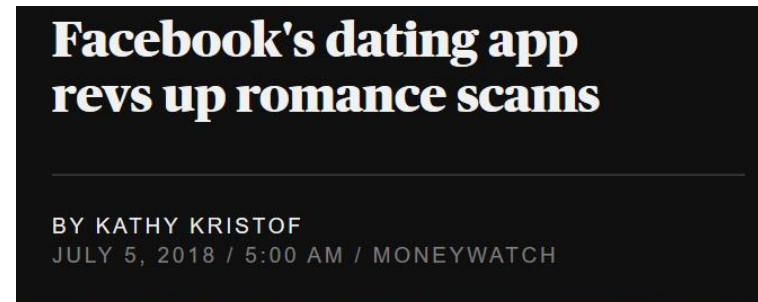 Facebook's dating app
revs up romance scams
BY KATHY KRISTOF
JULY 5, 2018 / 5:00 AM / MONEYWATCH